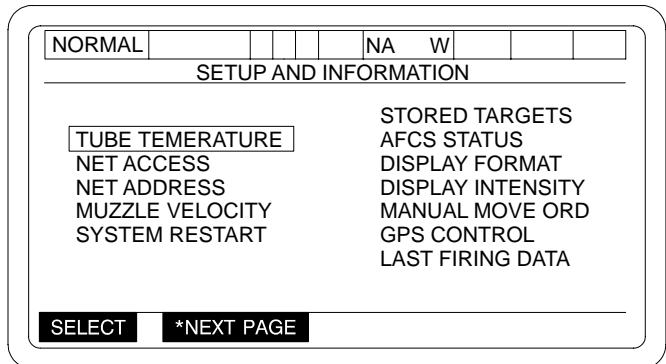 NORMAL NA W
SETUP AND INFORMATION
TUBE TEMERATURE
NET ACCESS
NET ADDRESS
MUZZLE VELOCITY
SYSTEM RESTART
STORED TARGETS
AFCS STATUS
DISPLAY FORMAT
DISPLAY INTENSITY
MANUAL MOVE ORD
GPS CONTROL
LAST FIRING DATA
SELECT *NEXT PAGE